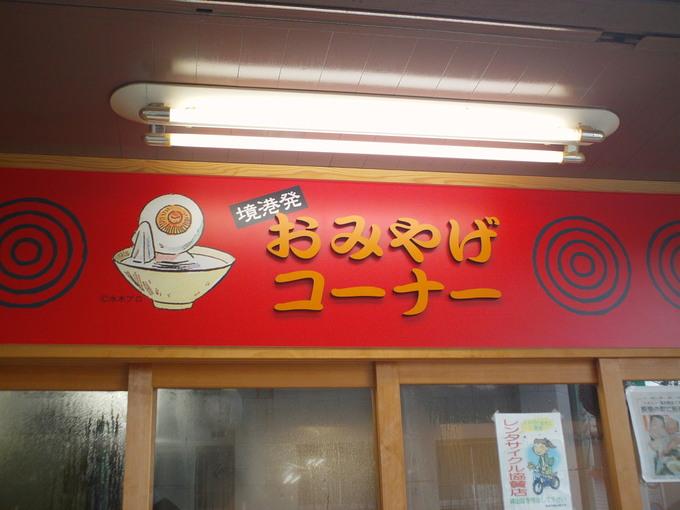 境港発
おみやげ
コーナー
©水木プロ
レンタサイクル協賛店